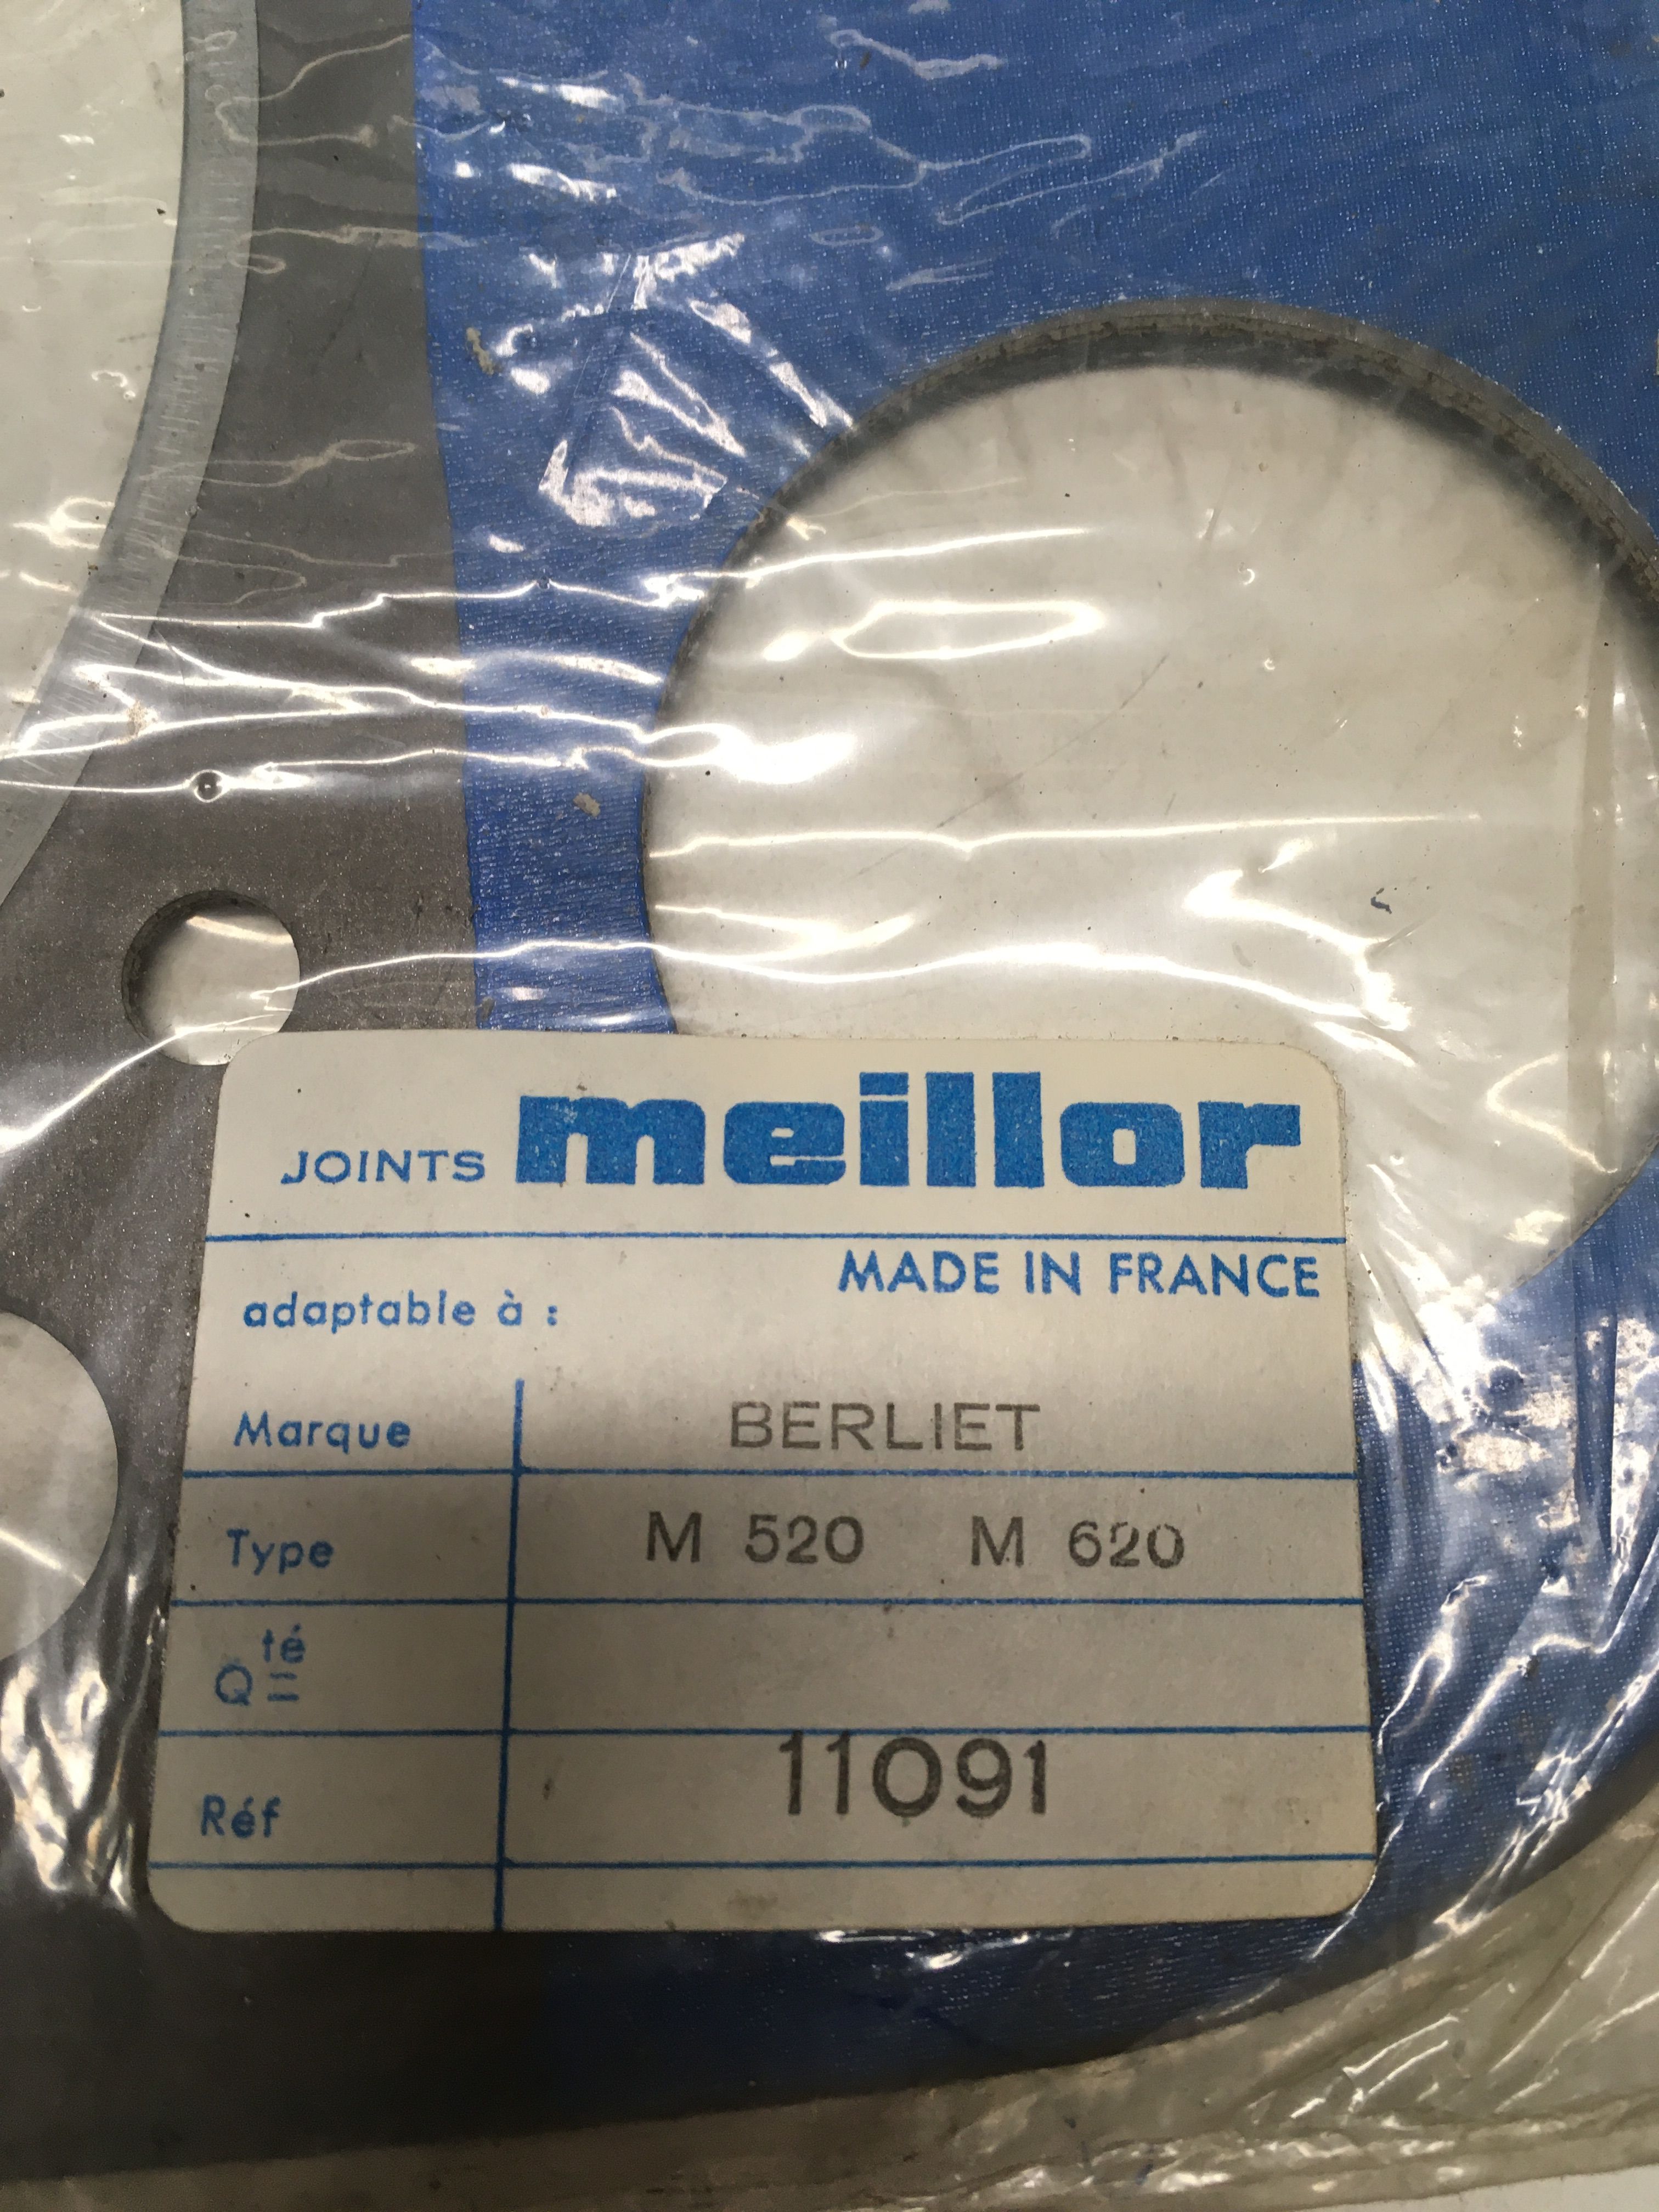 JOINTS meillor
MADE IN FRANCE
adaptable à :
Marque BERLIET
Type M 520 M 620
Qté
Réf 11091